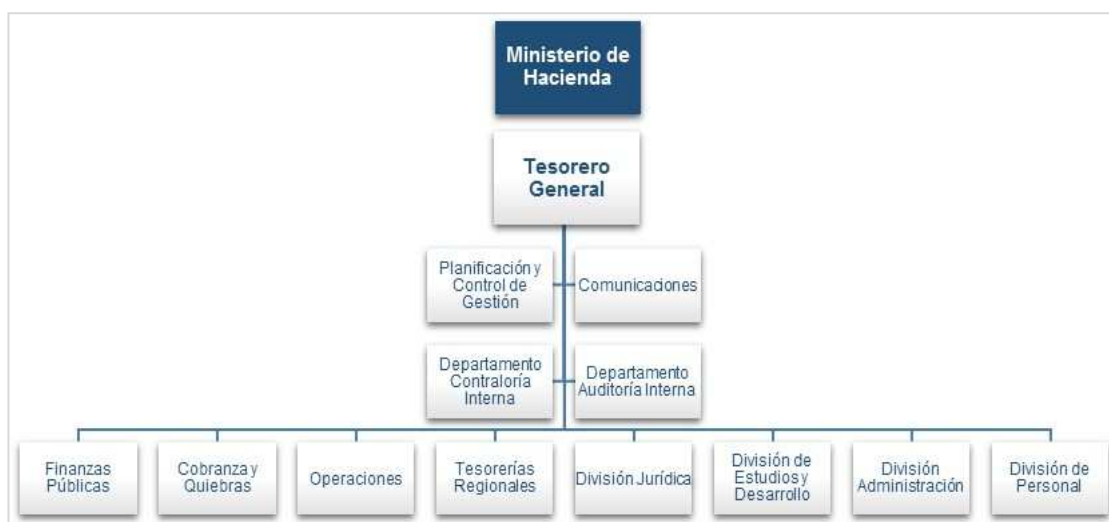 Ministerio de
Hacienda
Tesorero
General
Planificación y
Control de
Gestión
Comunicaciones
Departamento
Contraloría
Interna
Departamento
Auditoría Interna
Finanzas
Públicas
Cobranza y
Quiebras
Operaciones
Tesorerías
Regionales
División Jurídica
División de
Estudios y
Desarrollo
División
Administración
División de
Personal